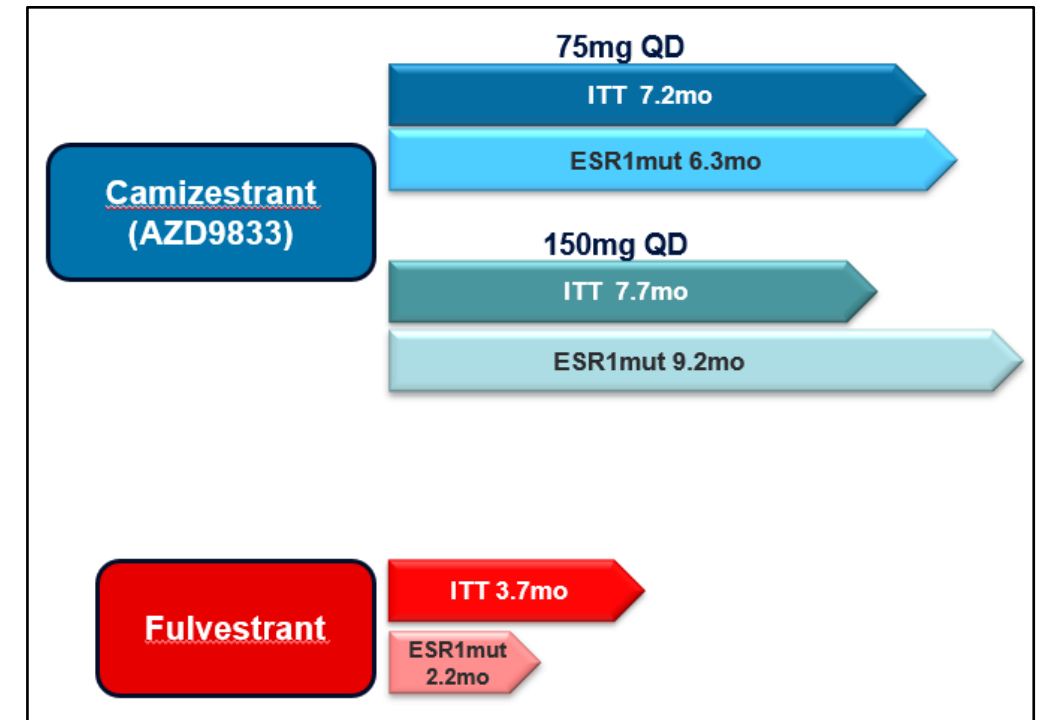 75mg QD
ITT 7.2mo
ESR1mut 6.3mo
Camizestrant
(AZD9833)
150mg QD
ITT 7.7mo
ESR1mut 9.2mo
ITT 3.7mo
Fulvestrant
ESR1mut
2.2mo